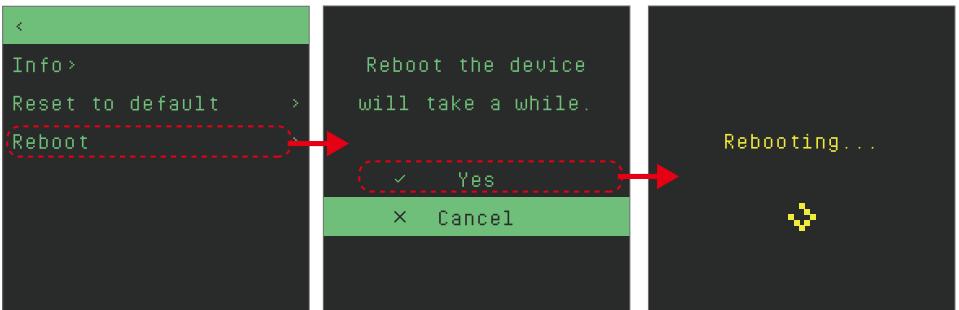 <
Info>
Reset to default >
Reboot >
Reboot the device
will take a while.
✓ Yes
✕ Cancel
Rebooting...